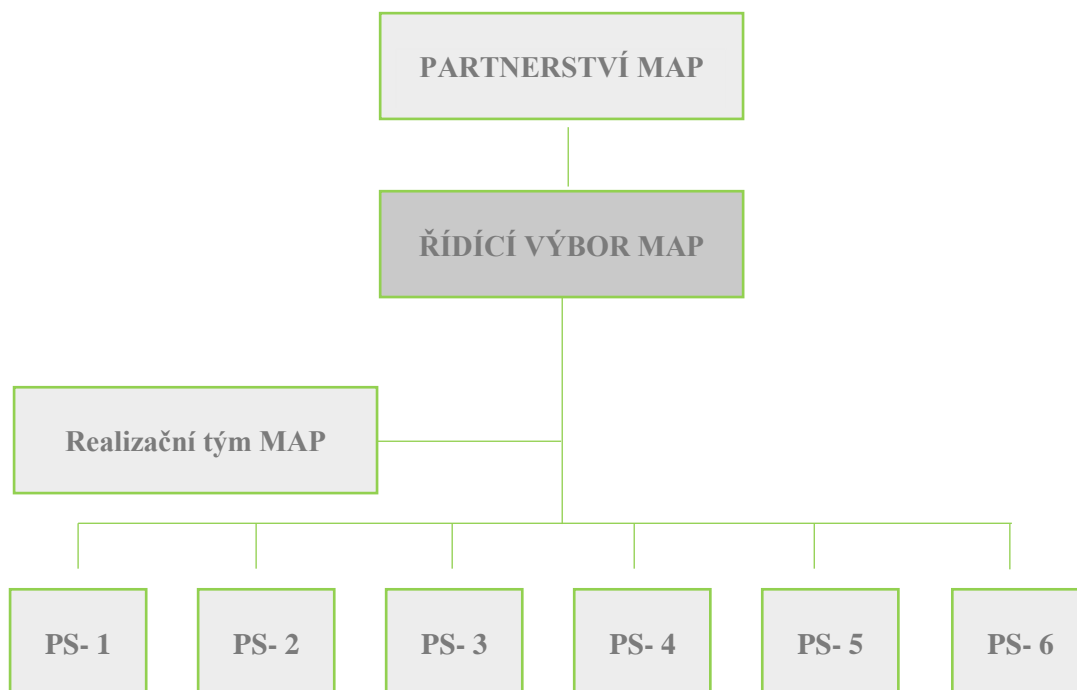 PARTNERSTVÍ MAP
ŘÍDÍCÍ VÝBOR MAP
Realizační tým MAP
PS- 1
PS- 2
PS- 3
PS- 4
PS- 5
PS- 6